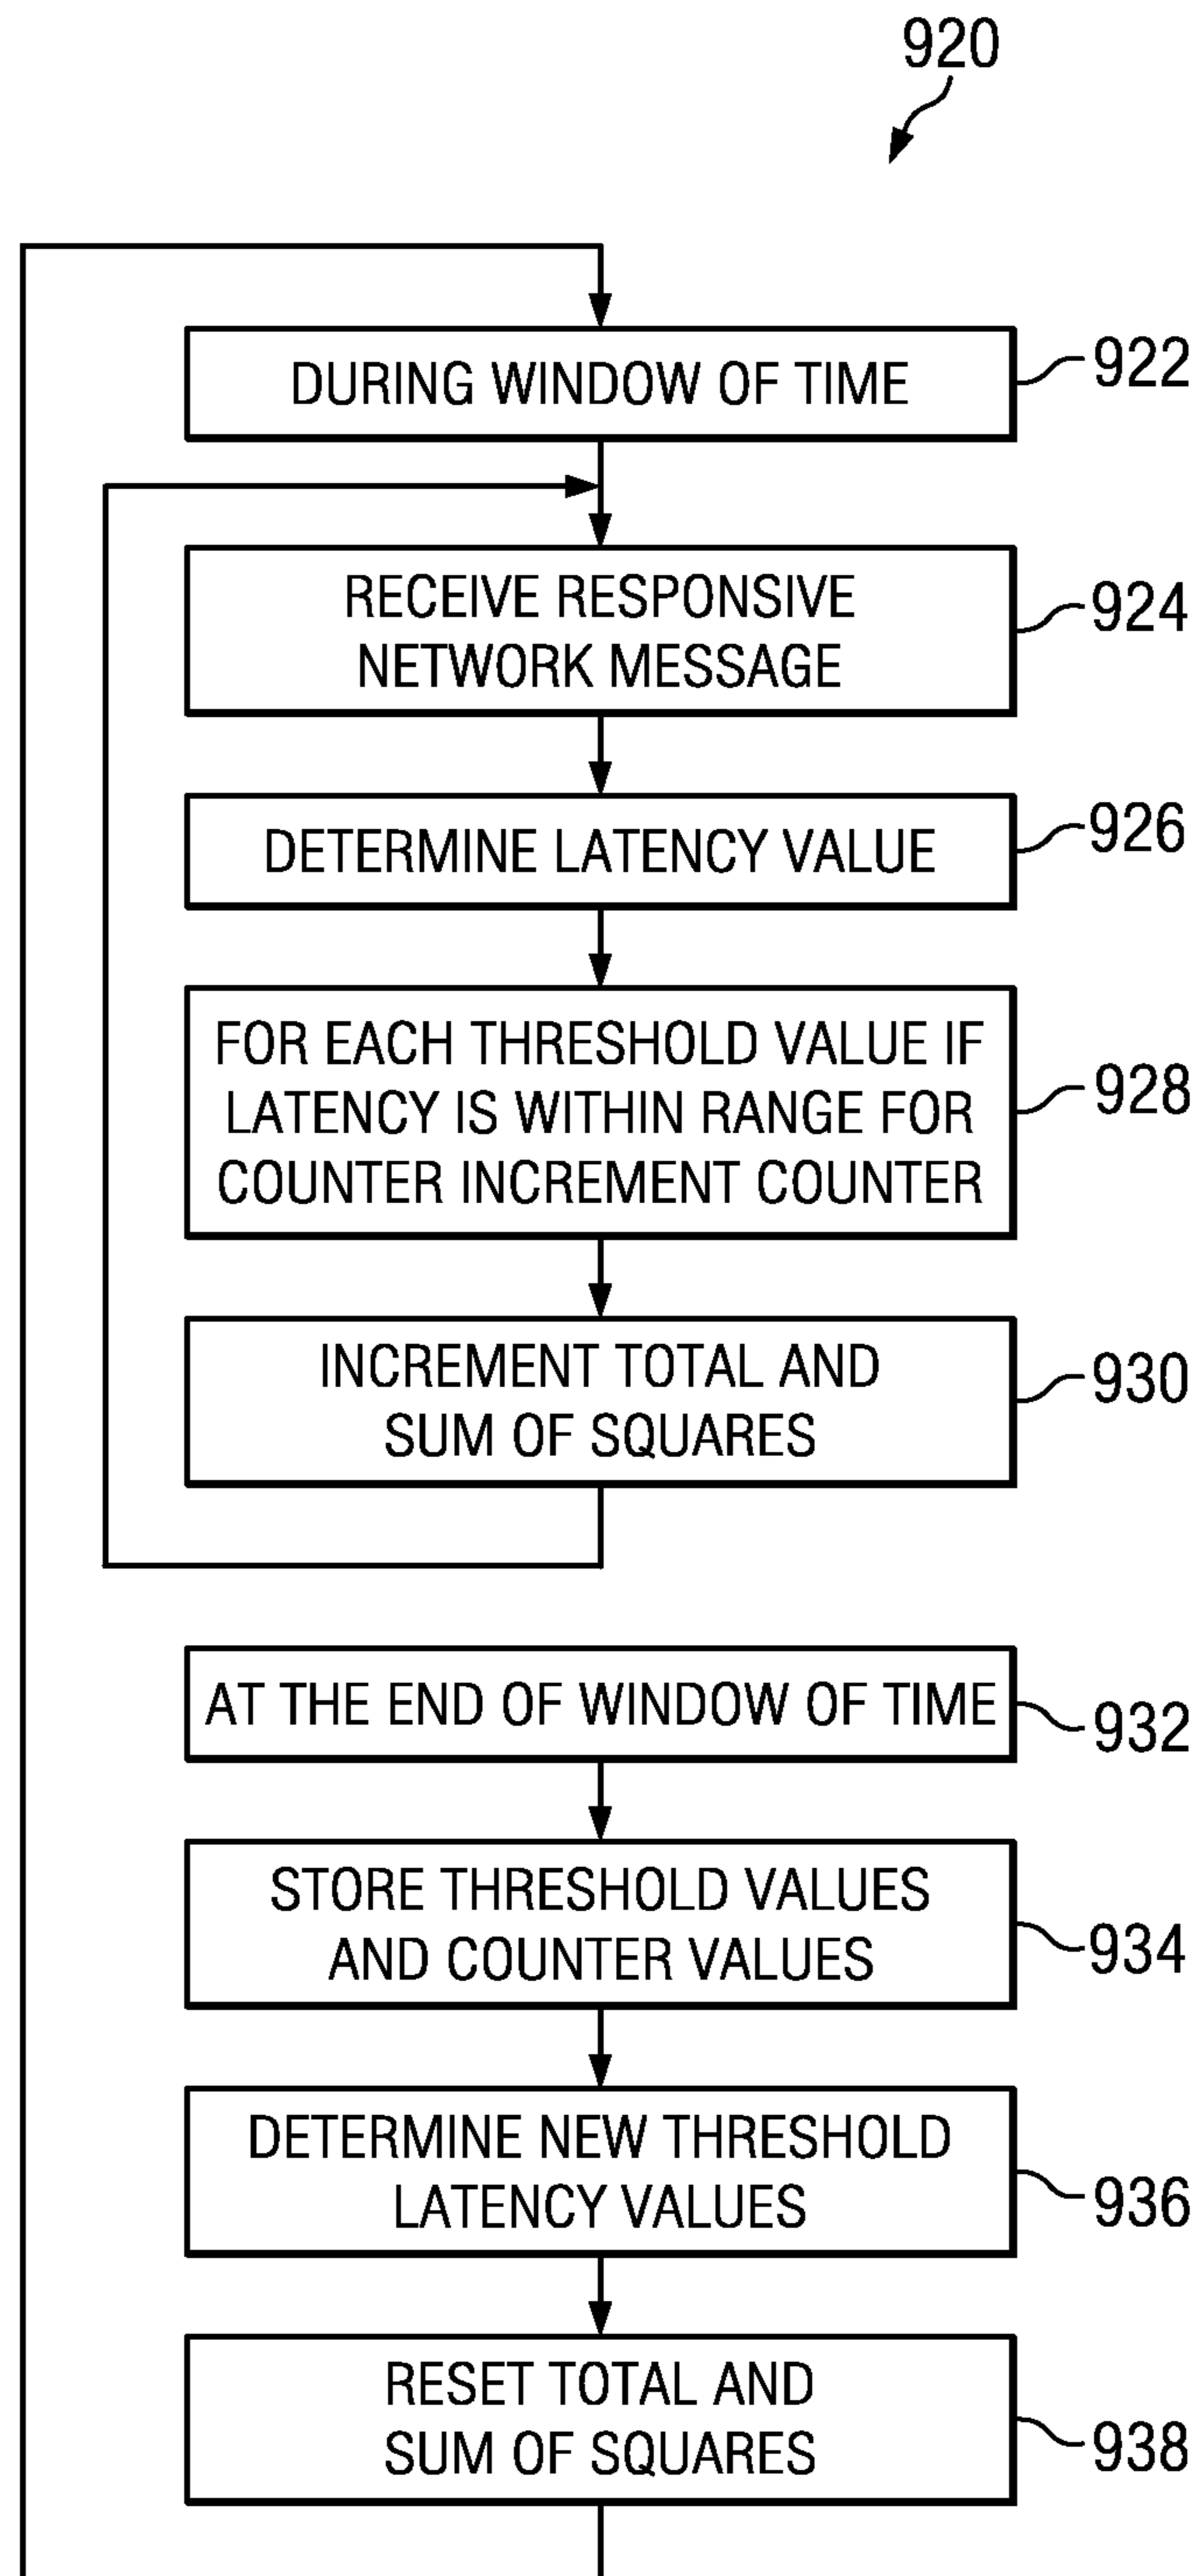 920
DURING WINDOW OF TIME
922
RECEIVE RESPONSIVE
NETWORK MESSAGE
924
DETERMINE LATENCY VALUE
926
FOR EACH THRESHOLD VALUE IF
LATENCY IS WITHIN RANGE FOR
COUNTER INCREMENT COUNTER
928
INCREMENT TOTAL AND
SUM OF SQUARES
930
AT THE END OF WINDOW OF TIME
932
STORE THRESHOLD VALUES
AND COUNTER VALUES
934
DETERMINE NEW THRESHOLD
LATENCY VALUES
936
RESET TOTAL AND
SUM OF SQUARES
938